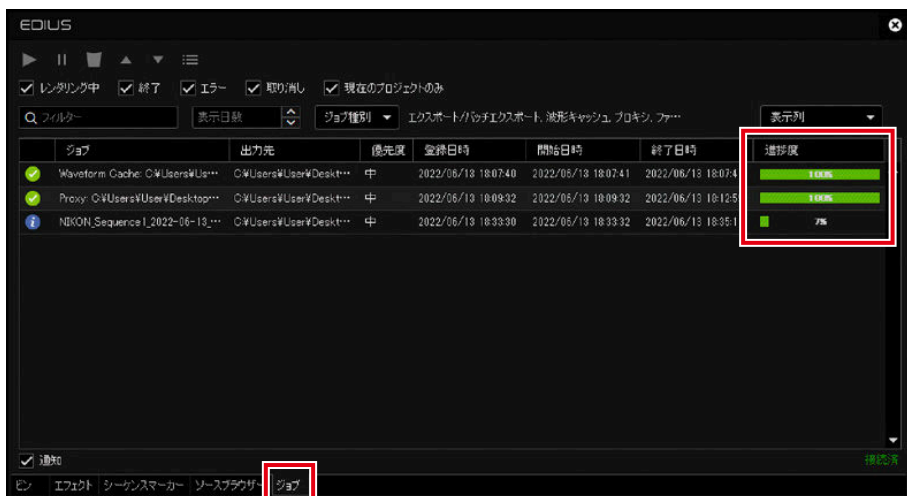 EDIUS
レンダリング中 終了 エラー 取り消し 現在のプロジェクトのみ
フィルター 表示日数 ジョブ種別 エクスポート/バッチエクスポート, 波形キャッシュ, プロキシ, ファ… 表示列
ジョブ 出力先 優先度 登録日時 開始日時 終了日時 進捗度
Waveform Cache: C:¥Users¥Us… C:¥Users¥User¥Deskt… 中 2022/06/13 18:07:40 2022/06/13 18:07:41 2022/06/13 18:07:4 100%
Proxy: C:¥Users¥User¥Desktop… C:¥Users¥User¥Deskt… 中 2022/06/13 18:09:32 2022/06/13 18:09:32 2022/06/13 18:12:5 100%
NIKON_Sequence1_2022-06-13_… C:¥Users¥User¥Deskt… 中 2022/06/13 18:33:30 2022/06/13 18:33:32 2022/06/13 18:35:1 7%
通知 接続済
ビン エフェクト シーケンスマーカー ソースブラウザー ジョブ